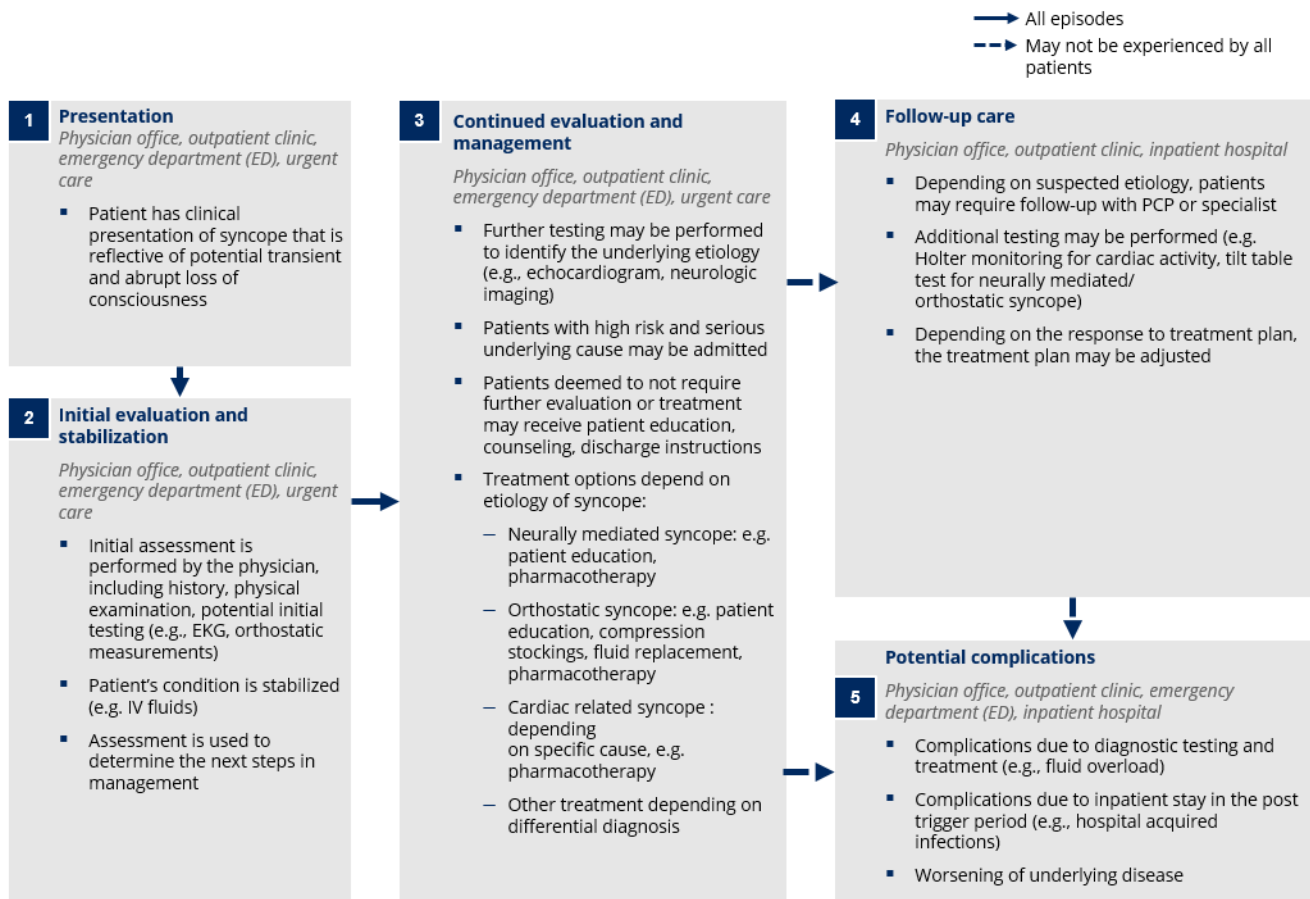 All episodes
May not be experienced by all
patients
1
Presentation
Physician office, outpatient clinic,
emergency department (ED), urgent
care
▪ Patient has clinical
presentation of syncope that is
reflective of potential transient
and abrupt loss of
consciousness
2
Initial evaluation and
stabilization
Physician office, outpatient clinic,
emergency department (ED), urgent
care
▪ Initial assessment is
performed by the physician,
including history, physical
examination, potential initial
testing (e.g., EKG, orthostatic
measurements)
▪ Patient’s condition is stabilized
(e.g. IV fluids)
▪ Assessment is used to
determine the next steps in
management
3
Continued evaluation and
management
Physician office, outpatient clinic,
emergency department (ED), urgent care
▪ Further testing may be performed
to identify the underlying etiology
(e.g., echocardiogram, neurologic
imaging)
▪ Patients with high risk and serious
underlying cause may be admitted
▪ Patients deemed to not require
further evaluation or treatment
may receive patient education,
counseling, discharge instructions
▪ Treatment options depend on
etiology of syncope:
– Neurally mediated syncope: e.g.
patient education,
pharmacotherapy
– Orthostatic syncope: e.g. patient
education, compression
stockings, fluid replacement,
pharmacotherapy
– Cardiac related syncope :
depending
on specific cause, e.g.
pharmacotherapy
– Other treatment depending on
differential diagnosis
4
Follow-up care
Physician office, outpatient clinic, inpatient hospital
▪ Depending on suspected etiology, patients
may require follow-up with PCP or specialist
▪ Additional testing may be performed (e.g.
Holter monitoring for cardiac activity, tilt table
test for neurally mediated/
orthostatic syncope)
▪ Depending on the response to treatment plan,
the treatment plan may be adjusted
5
Potential complications
Physician office, outpatient clinic, emergency
department (ED), inpatient hospital
▪ Complications due to diagnostic testing and
treatment (e.g., fluid overload)
▪ Complications due to inpatient stay in the post
trigger period (e.g., hospital acquired
infections)
▪ Worsening of underlying disease